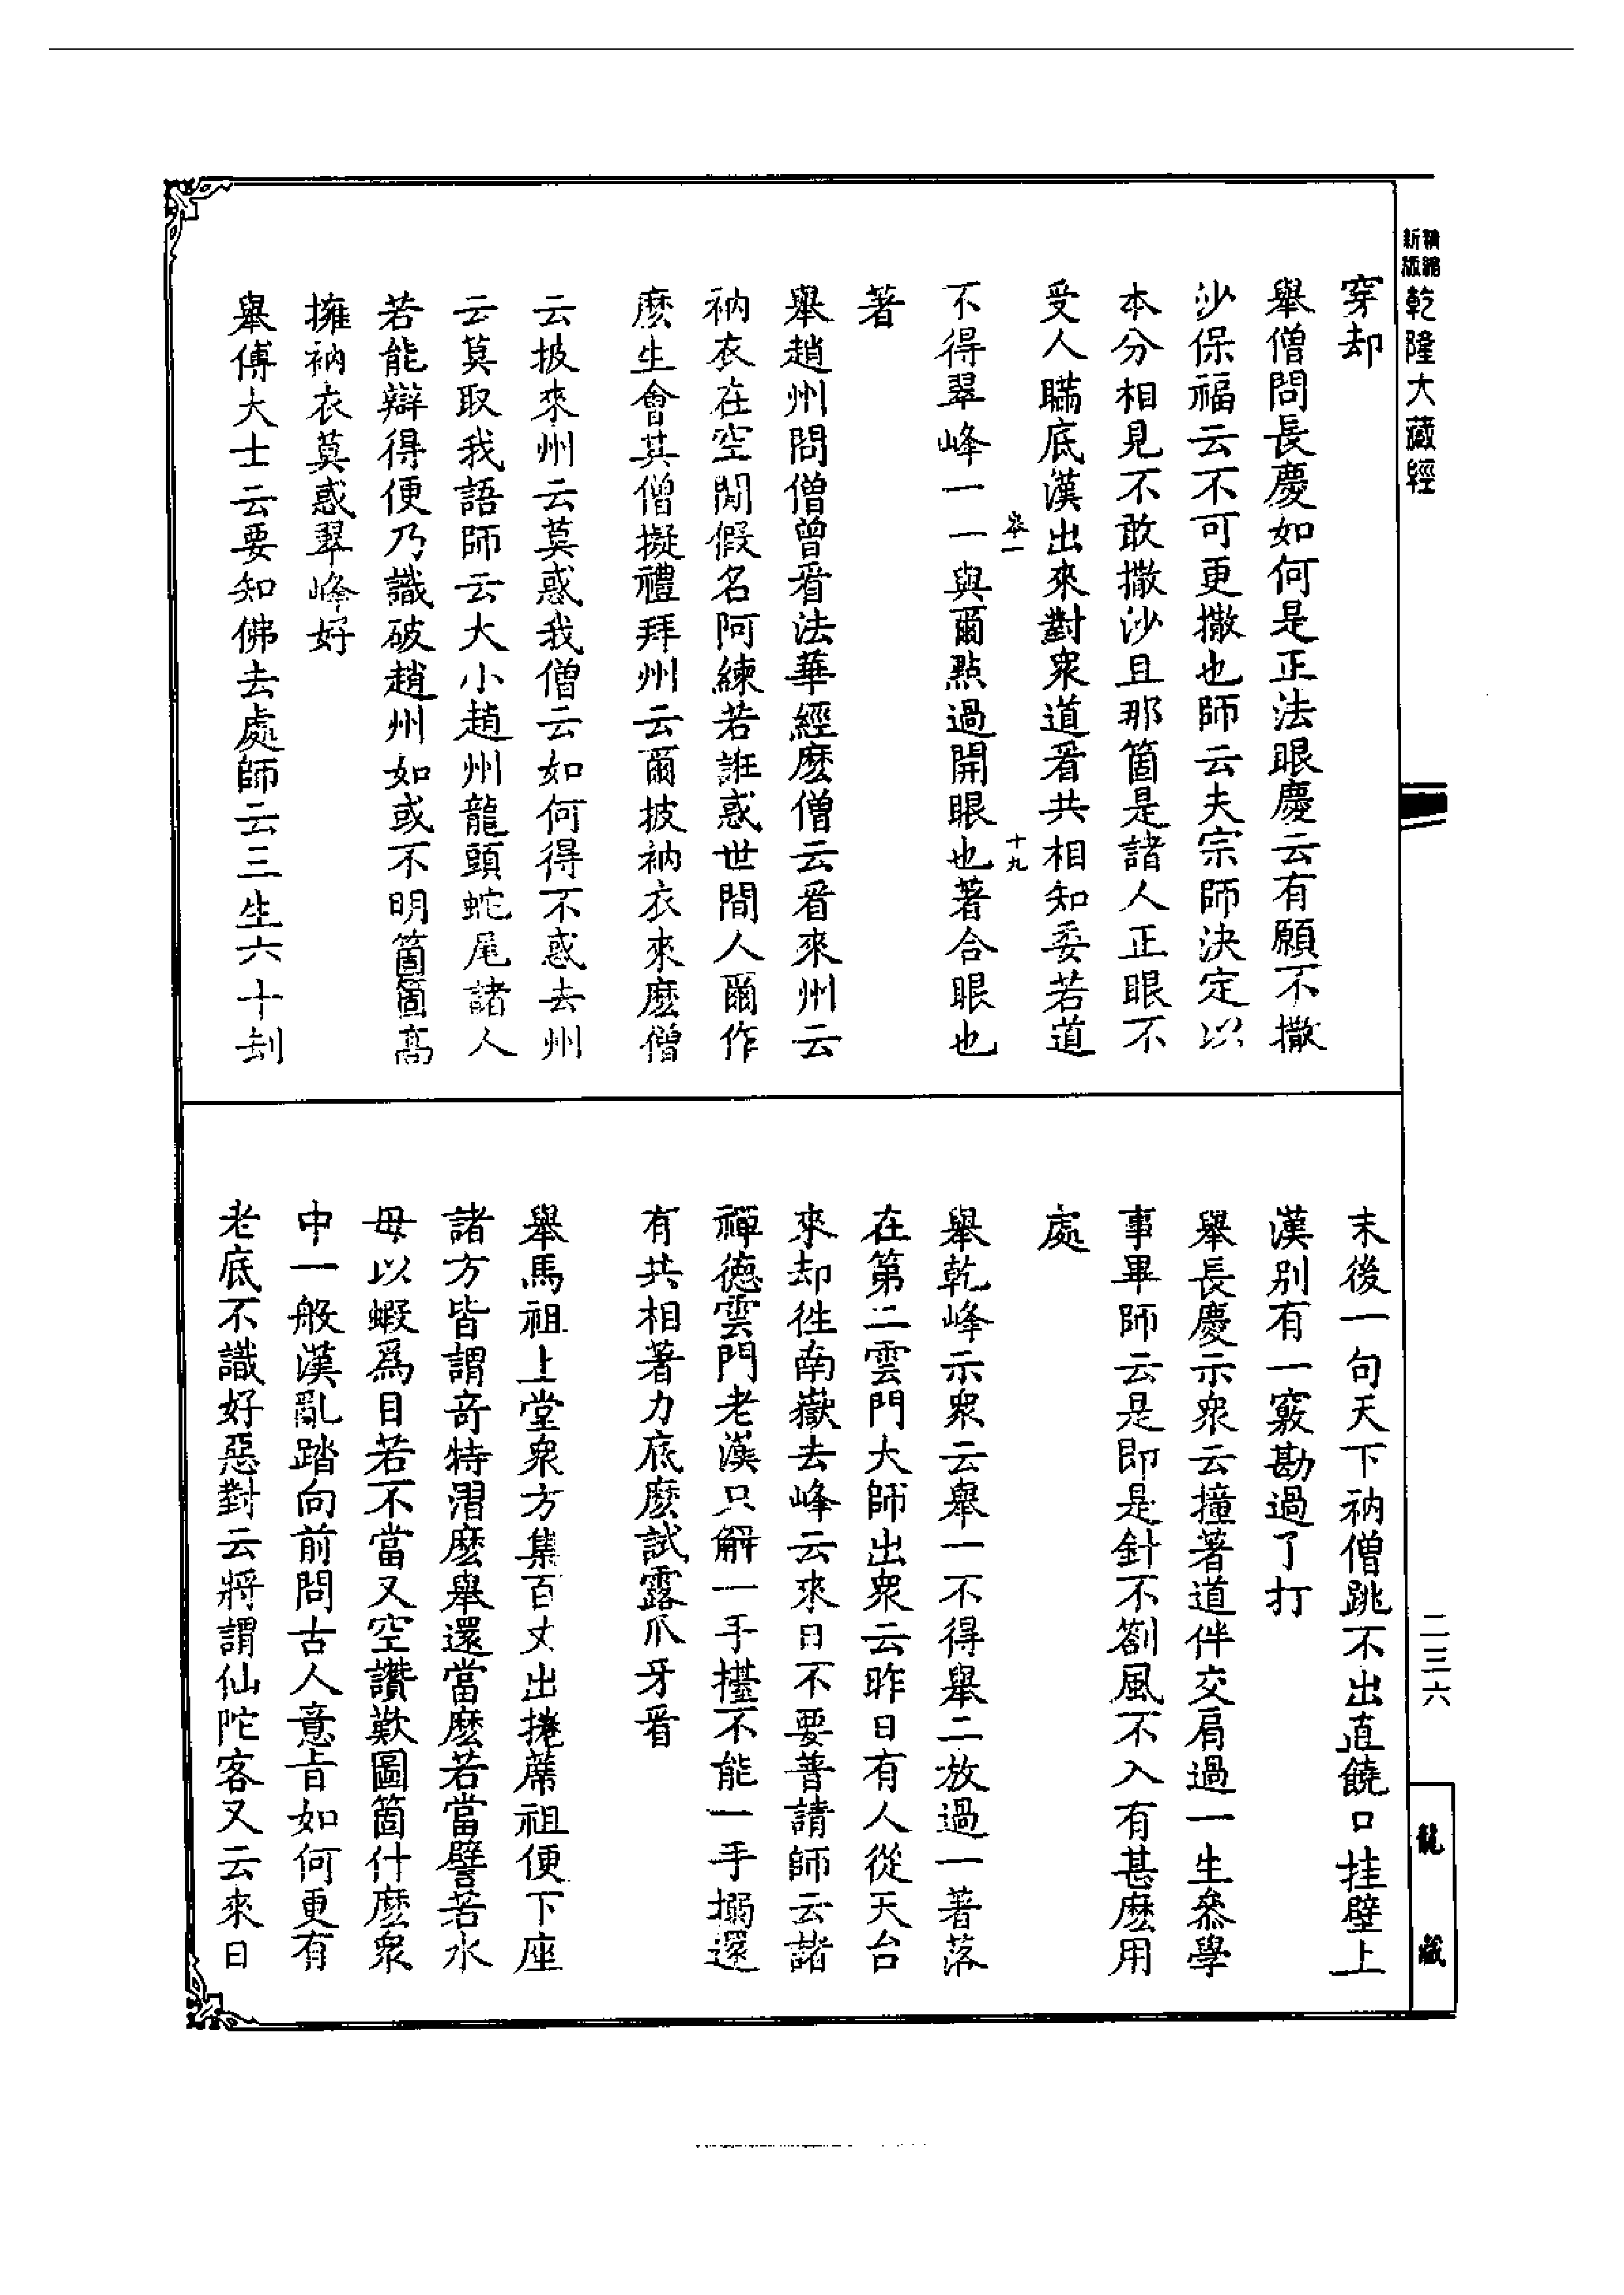 新版
精縮
乾隆大藏經
穿却
舉僧問長慶如何是正法眼慶云有願不撒
沙保福云不可更撒也師云夫宗師決定以
本分相見不敢撒沙且那箇是諸人正眼不
受人瞞底漢出來對衆道看共相知委若道
不得翠峰一一與爾點過開眼也著合眼也
著
舉趙州問僧曾看法華經麽僧云看來州云
衲衣在空閒假名阿練若誑惑世間人爾作
麽生會其僧擬禮拜州云爾披衲衣來麽僧
云披來州云莫惑我僧云如何得不惑去州
云莫取我語師云大小趙州龍頭蛇尾諸人
若能辯得便乃識破趙州如或不明箇箇高
擁衲衣莫惑翠峰好
舉傅大士云要知佛去處師云三生六十刼
十九
末後一句天下衲僧跳不出直饒口挂壁上
漢別有一竅勘過了打
舉長慶示衆云撞著道伴交肩過一生叅學
事畢師云是即是針不劄風不入有甚麽用
處
舉乾峰示衆云舉一不得舉二放過一著落
在第二雲門大師出衆云昨日有人從天台
來却徃南嶽去峰云來日不要普請師云諸
禪德雲門老漢只解一手擡不能一手搦還
有共相著力底麽試露爪牙看
舉馬祖上堂衆方集百丈出捲蓆祖便下座
諸方皆謂奇特潛麽舉還當麽若當譬若水
母以蝦爲目若不當又空讚歎圖箇什麽衆
中一般漢亂踏向前問古人意旨如何更有
老底不識好惡對云將謂仙陀客又云來日
二三六
龍藏